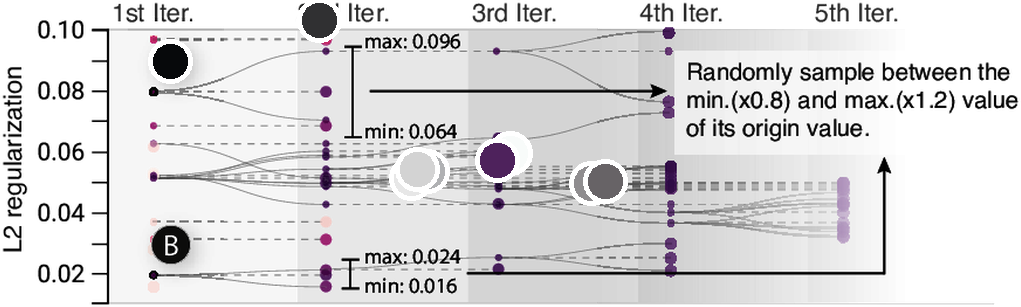 1st Iter.
Iter.
3rd Iter.
4th Iter.
5th Iter.
L2 regularization
0.10
0.08
0.06
0.04
0.02
max: 0.096
min: 0.064
max: 0.024
min: 0.016
B
Randomly sample between the
min.(x0.8) and max.(x1.2) value
of its origin value.